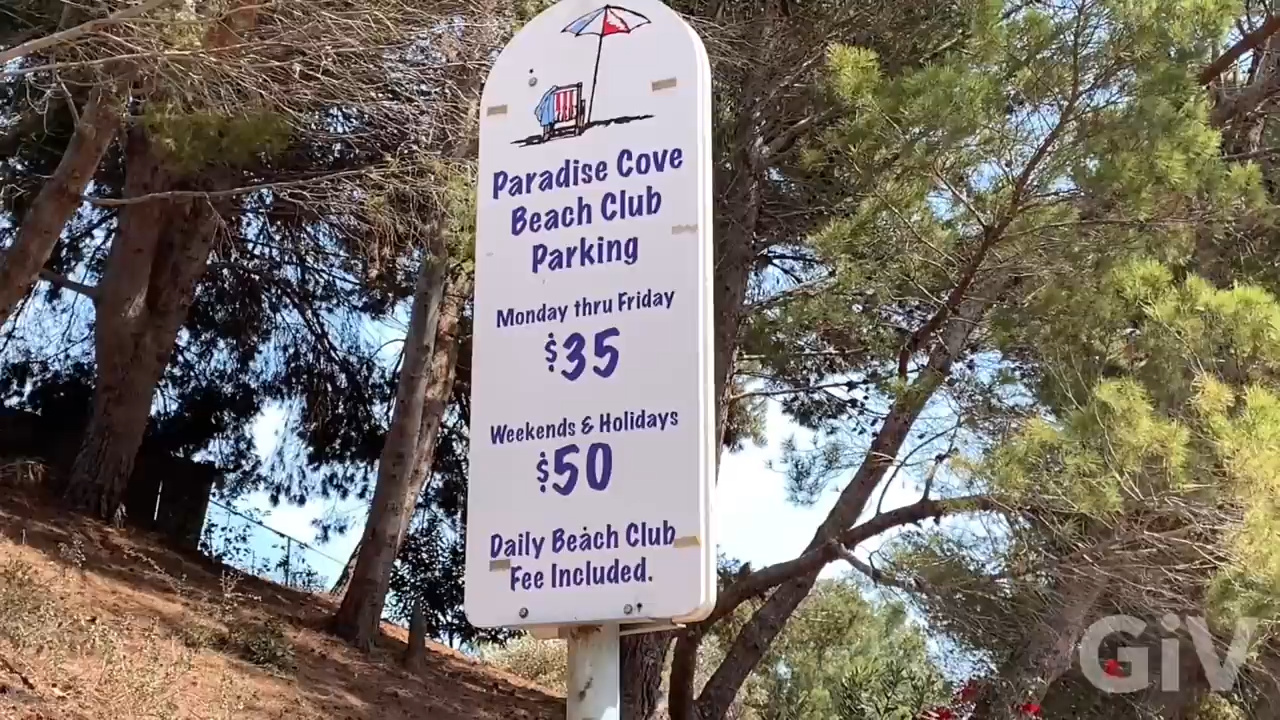 Paradise Cove
Beach Club
Parking
Monday thru Friday
$35
Weekends & Holidays
$50
Daily Beach Club
Fee Included.
GiV